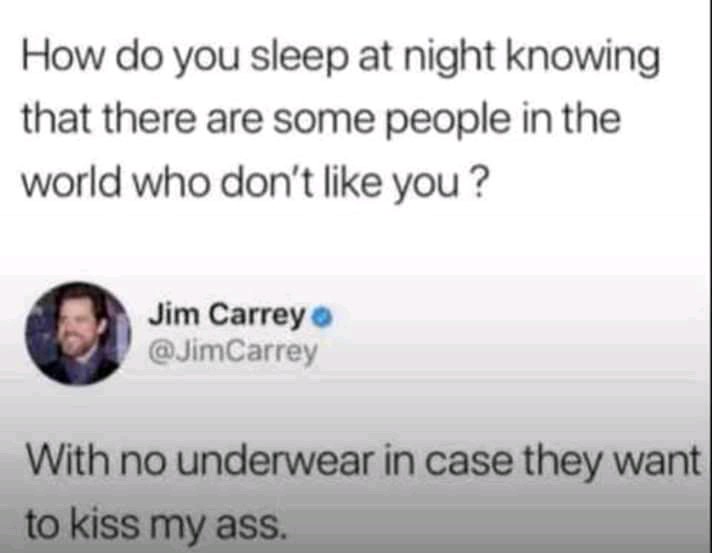 How do you sleep at night knowing
that there are some people in the
world who don't like you ?
Jim Carrey
@JimCarrey
With no underwear in case they want
to kiss my ass.